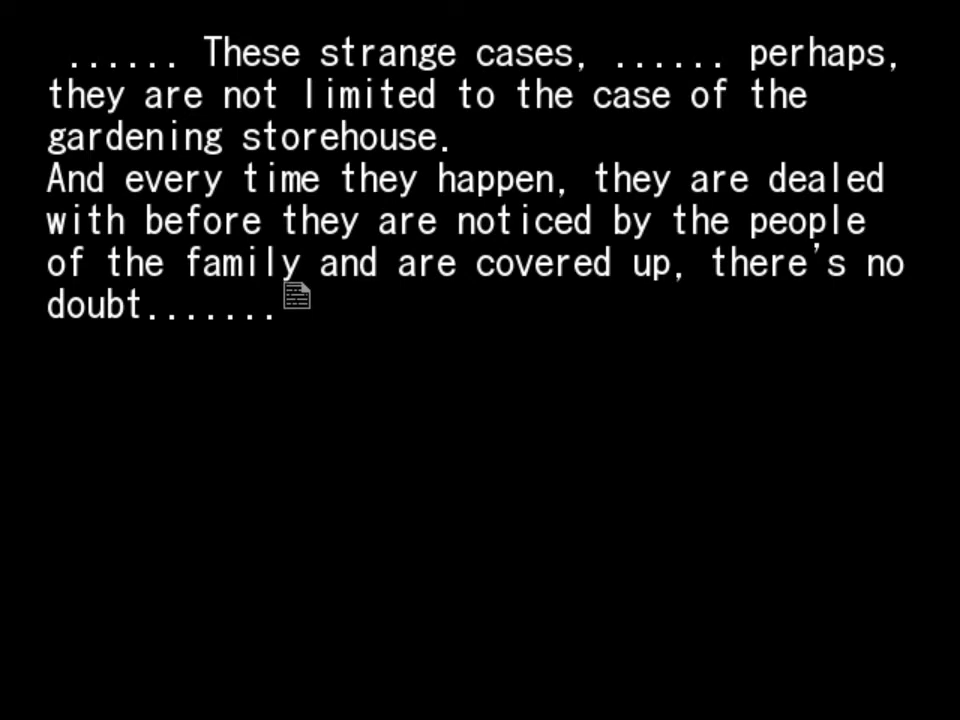 ...... These strange cases, ...... perhaps,
they are not limited to the case of the
gardening storehouse.
And every time they happen, they are dealed
with before they are noticed by the people
of the family and are covered up, there's no
doubt.......